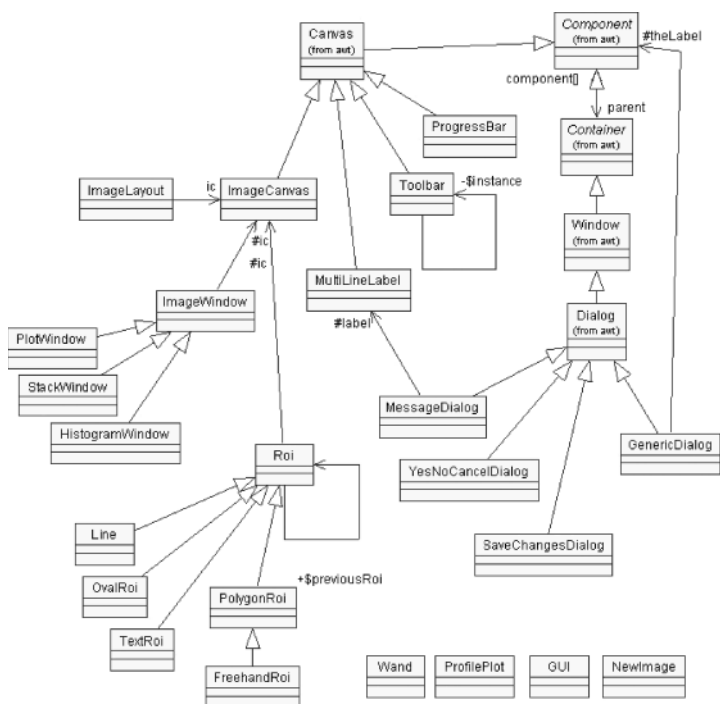 Canvas
(from awt)
Component
(from awt)
#theLabel
component[]
parent
ProgressBar
Container
(from awt)
ImageLayout
ic
ImageCanvas
Toolbar
-$instance
#ic
#ic
Window
(from awt)
MultiLineLabel
#label
ImageWindow
Dialog
(from awt)
PlotWindow
StackWindow
HistogramWindow
MessageDialog
GenericDialog
Roi
YesNoCancelDialog
Line
SaveChangesDialog
OvalRoi
+$previousRoi
PolygonRoi
TextRoi
FreehandRoi
Wand
ProfilePlot
GUI
NewImage